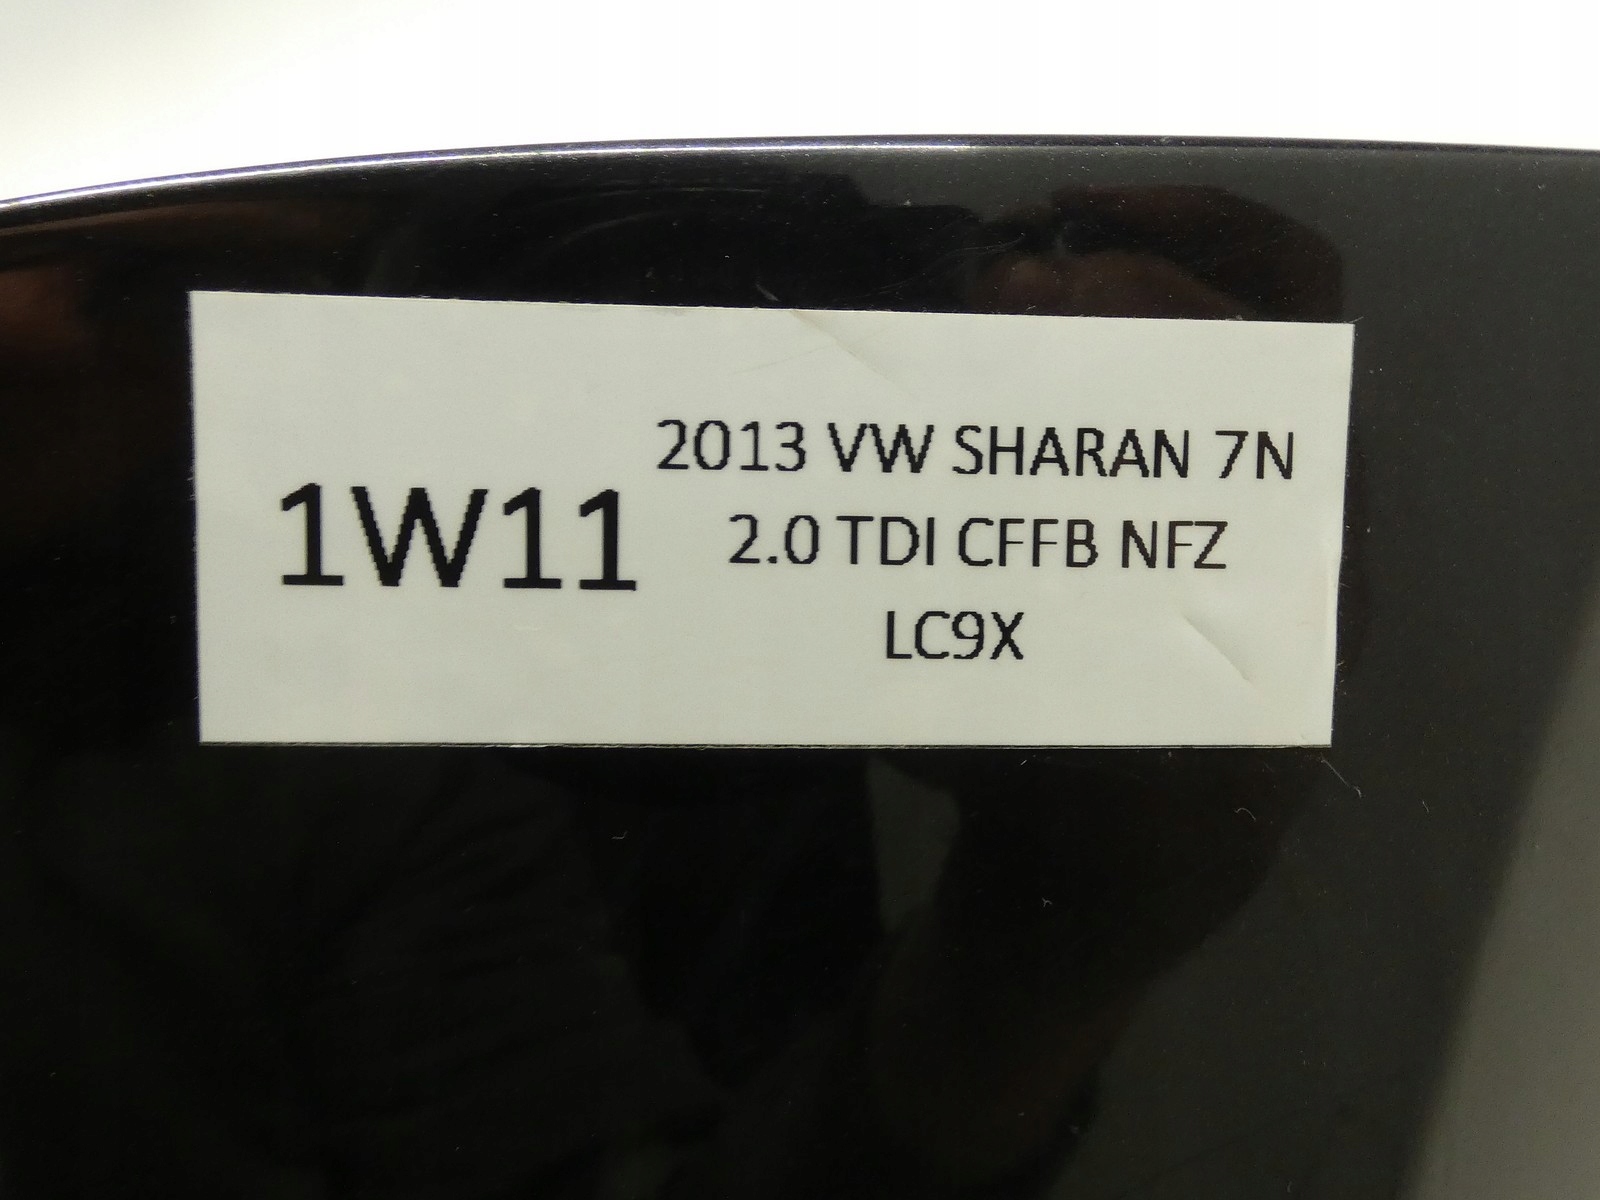 1W11
2013 VW SHARAN 7N
2.0 TDI CFFB NFZ
LC9X